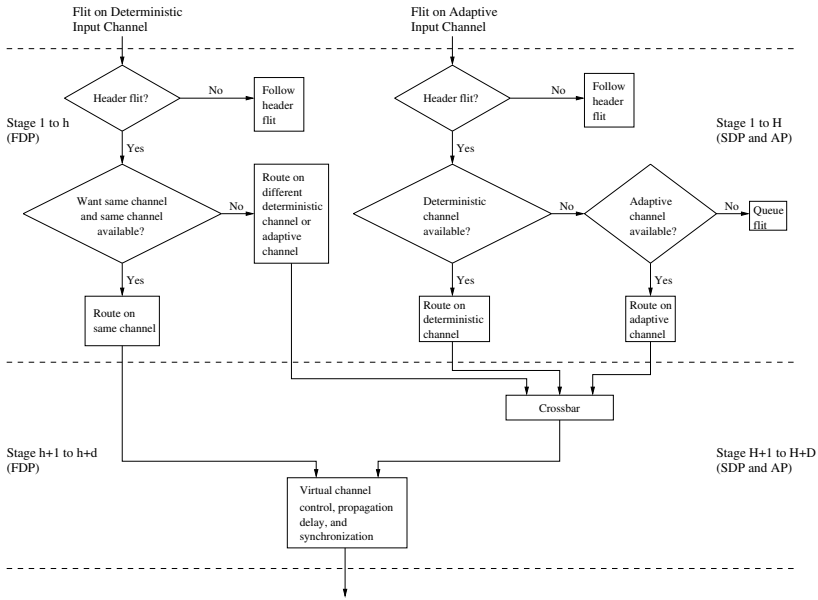 Flit on Deterministic
Input Channel
Flit on Adaptive
Input Channel
Stage 1 to h
(FDP)
Header flit?
No
Follow
header
flit
Yes
Header flit?
No
Follow
header
flit
Yes
Stage 1 to H
(SDP and AP)
Want same channel
and same channel
available?
No
Route on
different
deterministic
channel or
adaptive
channel
Yes
Route on
same channel
Deterministic
channel
available?
No
Adaptive
channel
available?
No
Queue
flit
Yes
Route on
deterministic
channel
Yes
Route on
adaptive
channel
Crossbar
Stage h+1 to h+d
(FDP)
Stage H+1 to H+D
(SDP and AP)
Virtual channel
control, propagation
delay, and
synchronization